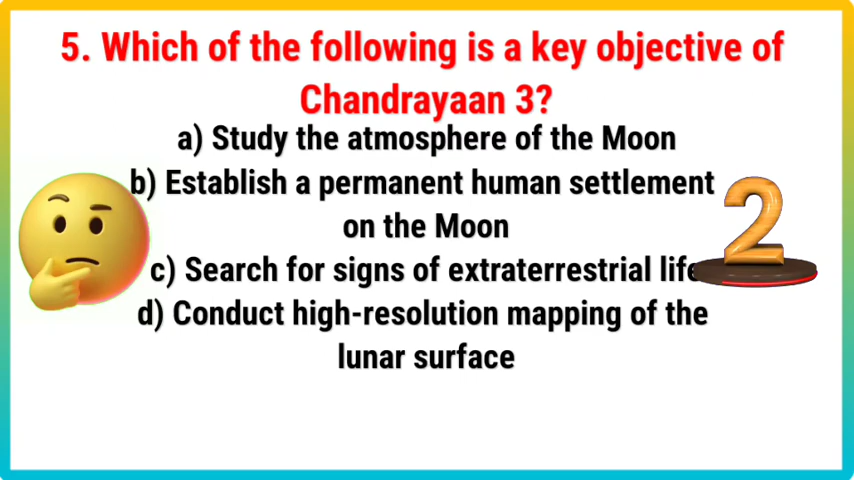 5. Which of the following is a key objective of
Chandrayaan 3?
a) Study the atmosphere of the Moon
b) Establish a permanent human settlement
on the Moon
c) Search for signs of extraterrestrial life
d) Conduct high-resolution mapping of the
lunar surface
2